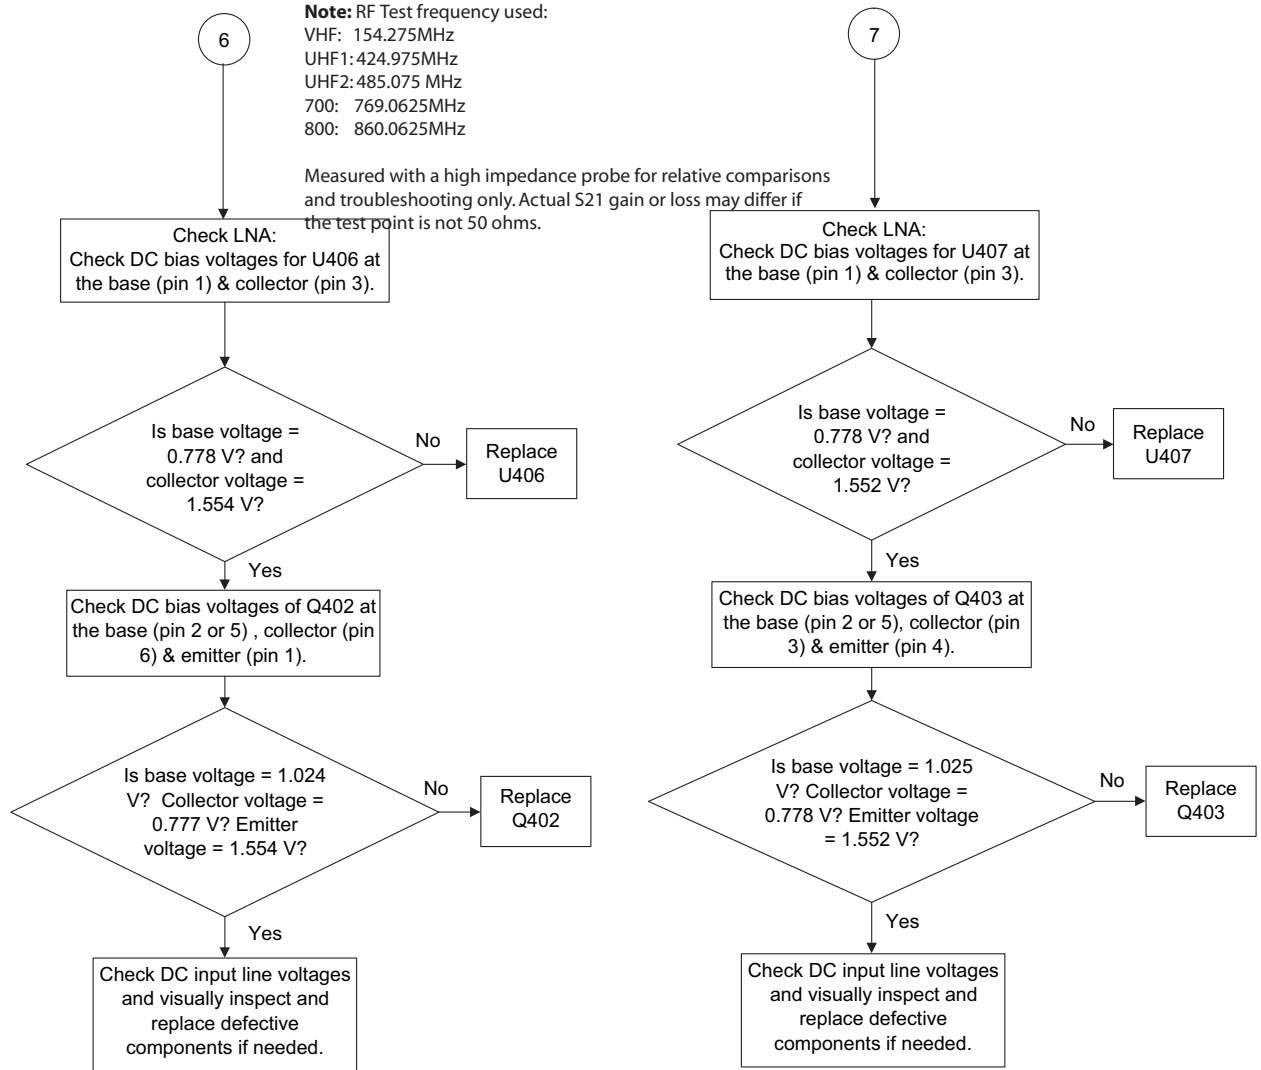 6
Note: RF Test frequency used:
VHF: 154.275MHz
UHF1: 424.975MHz
UHF2: 485.075 MHz
700: 769.0625MHz
800: 860.0625MHz
Measured with a high impedance probe for relative comparisons
and troubleshooting only. Actual S21 gain or loss may differ if
the test point is not 50 ohms.
Check LNA:
Check DC bias voltages for U406 at
the base (pin 1) & collector (pin 3).
Is base voltage =
0.778 V? and
collector voltage =
1.554 V?
No
Replace
U406
Yes
Check DC bias voltages of Q402 at
the base (pin 2 or 5) , collector (pin
6) & emitter (pin 1).
Is base voltage = 1.024
V? Collector voltage =
0.777 V? Emitter
voltage = 1.554 V?
No
Replace
Q402
Yes
Check DC input line voltages
and visually inspect and
replace defective
components if needed.
7
Check LNA:
Check DC bias voltages for U407 at
the base (pin 1) & collector (pin 3).
Is base voltage =
0.778 V? and
collector voltage =
1.552 V?
No
Replace
U407
Yes
Check DC bias voltages of Q403 at
the base (pin 2 or 5), collector (pin
3) & emitter (pin 4).
Is base voltage = 1.025
V? Collector voltage =
0.778 V? Emitter voltage
= 1.552 V?
No
Replace
Q403
Yes
Check DC input line voltages
and visually inspect and
replace defective
components if needed.